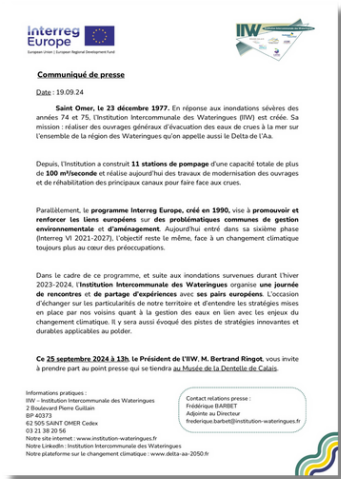 Interreg
Europe
European Union | European Regional Development Fund
IIW
Communiqué de presse
Date : 19.09.24
Saint Omer, le 23 décembre 1977. En réponse aux inondations sévères des
années 74 et 75, l'Institution Intercommunale des Wateringues (IIW) est créée. Sa
mission : réaliser des ouvrages généraux d'évacuation des eaux de crues à la mer sur
l'ensemble de la région des Wateringues qu'on appelle aussi le Delta de l'Aa.
Depuis, l'Institution a construit 11 stations de pompage d'une capacité totale de plus
de 100 m³/seconde et réalise aujourd'hui des travaux de modernisation des ouvrages
et de réhabilitation des principaux canaux pour faire face aux crues.
Parallèlement, le programme Interreg Europe, créé en 1990, vise à promouvoir et
renforcer les liens européens sur des problématiques communes de gestion
environnementale et d'aménagement. Aujourd'hui entré dans sa sixième phase
(Interreg VI 2021-2027), l'objectif reste le même, face à un changement climatique
toujours plus au cœur des préoccupations.
Dans le cadre de ce programme, et suite aux inondations survenues durant l'hiver
2023-2024, l'Institution Intercommunale des Wateringues organise une journée
de rencontres et de partage d'expériences avec ses pairs européens. L'occasion
d'échanger sur les particularités de notre territoire et d'entendre les stratégies mises
en place par nos voisins quant à la gestion des eaux en lien avec les enjeux du
changement climatique. Il y sera aussi évoqué des pistes de stratégies innovantes et
durables applicables au polder.
Ce 25 septembre 2024 à 13h, le Président de l'IIW, M. Bertrand Ringot, vous invite
à prendre part au point presse qui se tiendra au Musée de la Dentelle de Calais.
Informations pratiques :
IIW – Institution Intercommunale des Wateringues
2 Boulevard Pierre Guillain
BP 40373
62 505 SAINT OMER Cedex
03 21 38 20 56
Notre site internet : www.institution-wateringues.fr
Notre LinkedIn : Institution Intercommunale des Wateringues
Notre plateforme sur le changement climatique : www.delta-aa-2050.fr
Contact relations presse :
Frédérique BARBET
Adjointe au Directeur
frederique.barbet@institution-wateringues.fr